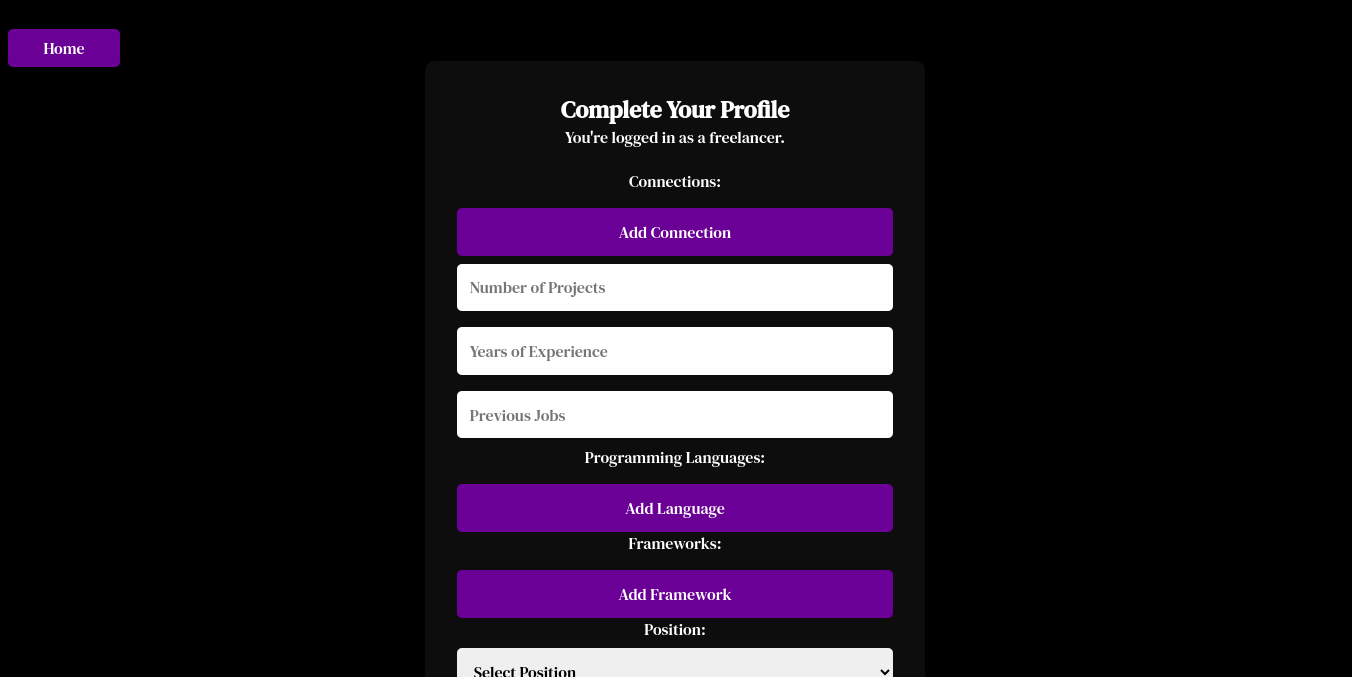 Home
Complete Your Profile
You're logged in as a freelancer.
Connections:
Add Connection
Number of Projects
Years of Experience
Previous Jobs
Programming Languages:
Add Language
Frameworks:
Add Framework
Position:
Select Position